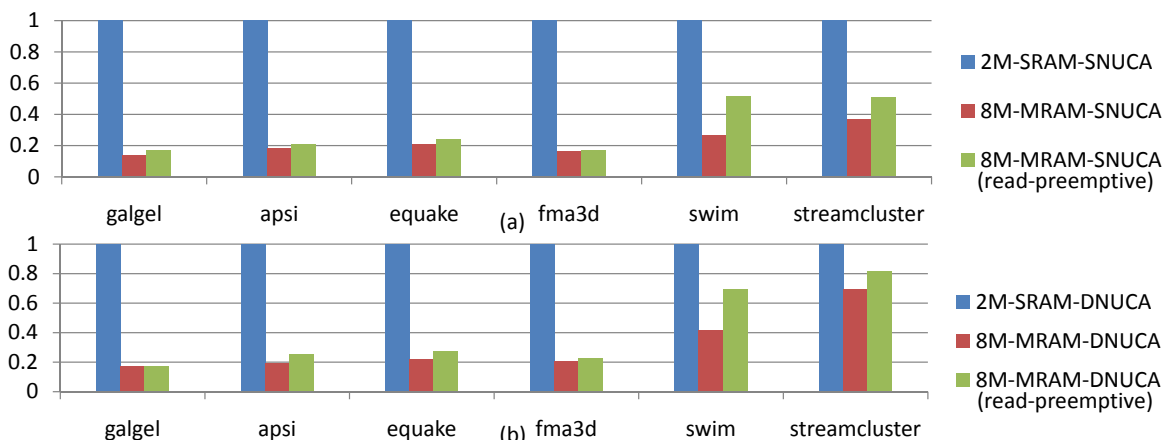 1
0.8
0.6
0.4
0.2
0
galgel apsi equake (a) fma3d swim streamcluster
2M-SRAM-SNUCA
8M-MRAM-SNUCA
8M-MRAM-SNUCA
(read-preemptive)
1
0.8
0.6
0.4
0.2
0
galgel apsi equake (b) fma3d swim streamcluster
2M-SRAM-DNUCA
8M-MRAM-DNUCA
8M-MRAM-DNUCA
(read-preemptive)